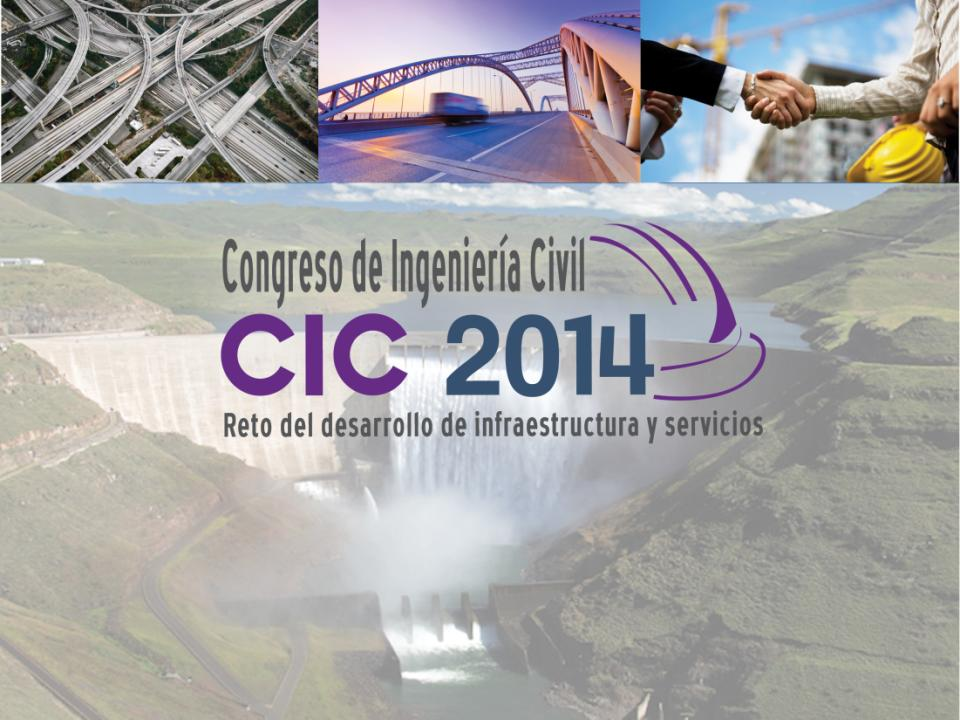 Congreso de Ingeniería Civil
CIC 2014
Reto del desarrollo de infraestructura y servicios